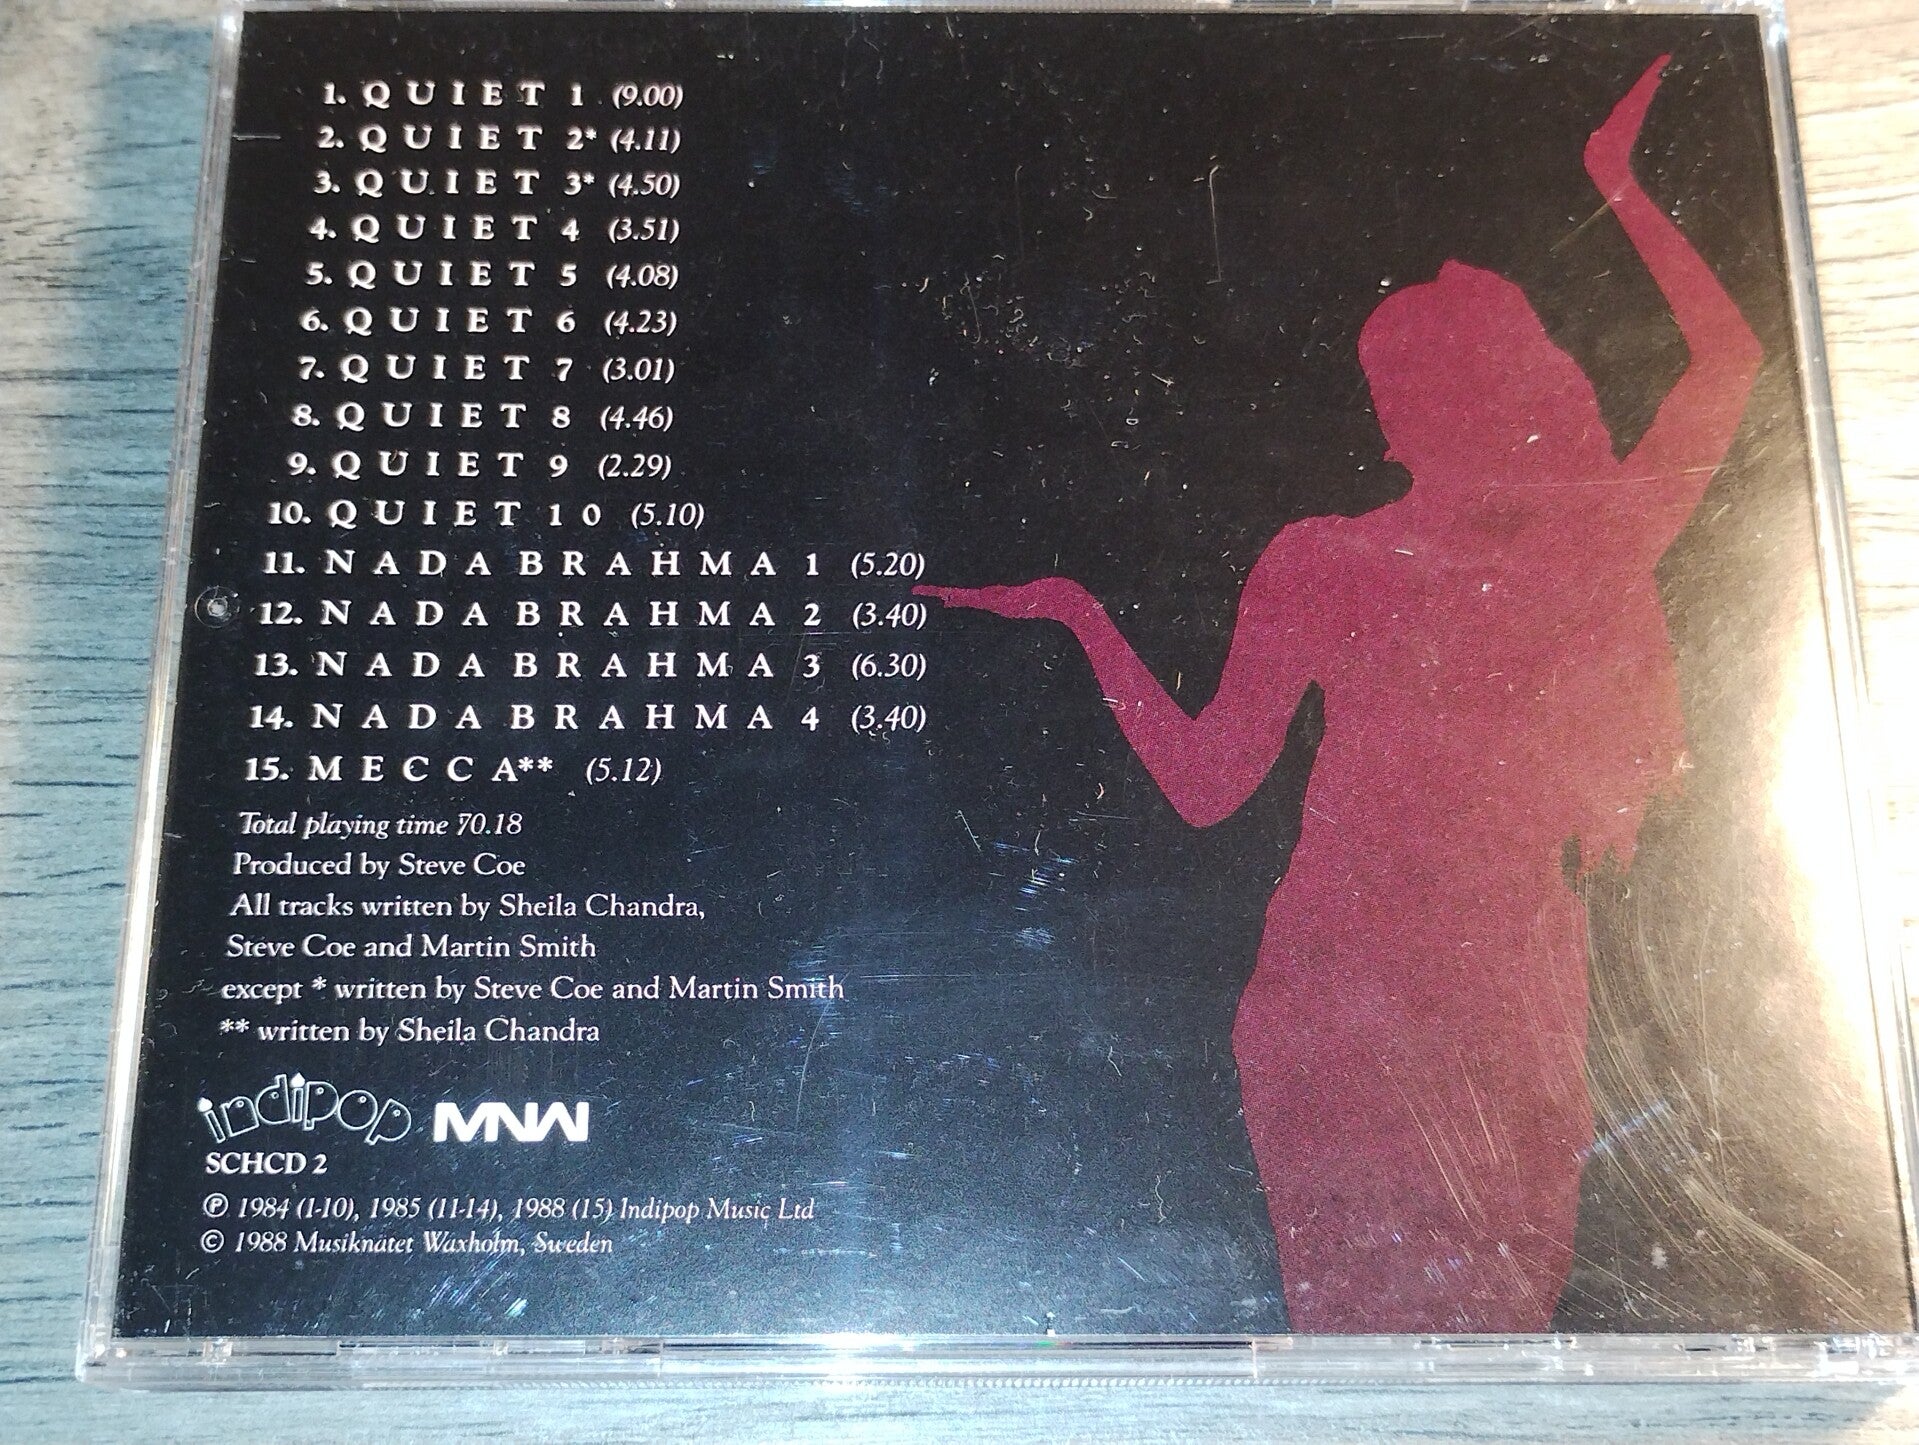 1. QUIET 1 (9.00)
2. QUIET 2* (4.11)
3. QUIET 3* (4.50)
4. QUIET 4 (3.51)
5. QUIET 5 (4.08)
6. QUIET 6 (4.23)
7. QUIET 7 (3.01)
8. QUIET 8 (4.46)
9. QUIET 9 (2.29)
10. QUIET 10 (5.10)
11. NADA BRAHMA 1 (5.20)
12. NADA BRAHMA 2 (3.40)
13. NADA BRAHMA 3 (6.30)
14. NADA BRAHMA 4 (3.40)
15. MECCA** (5.12)
Total playing time 70.18
Produced by Steve Coe
All tracks written by Sheila Chandra,
Steve Coe and Martin Smith
except * written by Steve Coe and Martin Smith
** written by Sheila Chandra
indipop MNW
SCHCD 2
℗ 1984 (1-10), 1985 (11-14), 1988 (15) Indipop Music Ltd
© 1988 Musiknätet Waxholm, Sweden